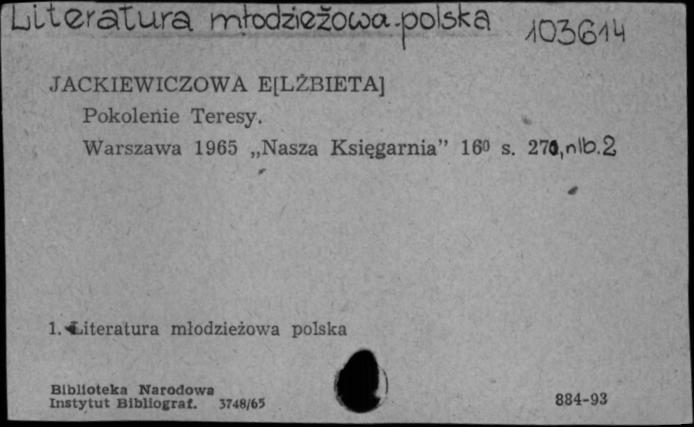 Literatura młodzieżowa-polska 103614
JACKIEWICZOWA E[LŻBIETA]
Pokolenie Teresy.
Warszawa 1965 „Nasza Księgarnia” 16⁰ s. 270, nlb. 2
1. Literatura młodzieżowa polska
Biblioteka Narodowa
Instytut Bibliograf. 3748/65
884-93